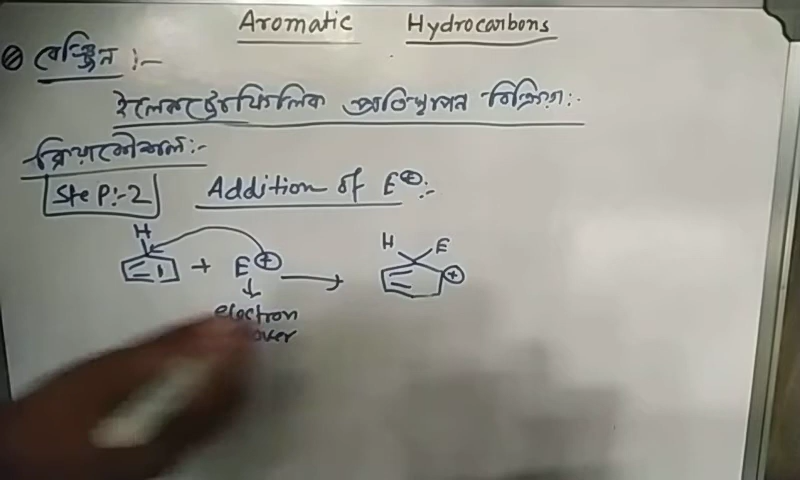 Aromatic Hydrocarbons
বেঞ্জিন :-
ইলেকট্রোফিলিক প্রতিস্থাপন বিক্রিয়া:-
ক্রিয়াকৌশল:-
Step:-2 Addition of E⊕:-
H H E
+ E⊕ → ⊕
electron